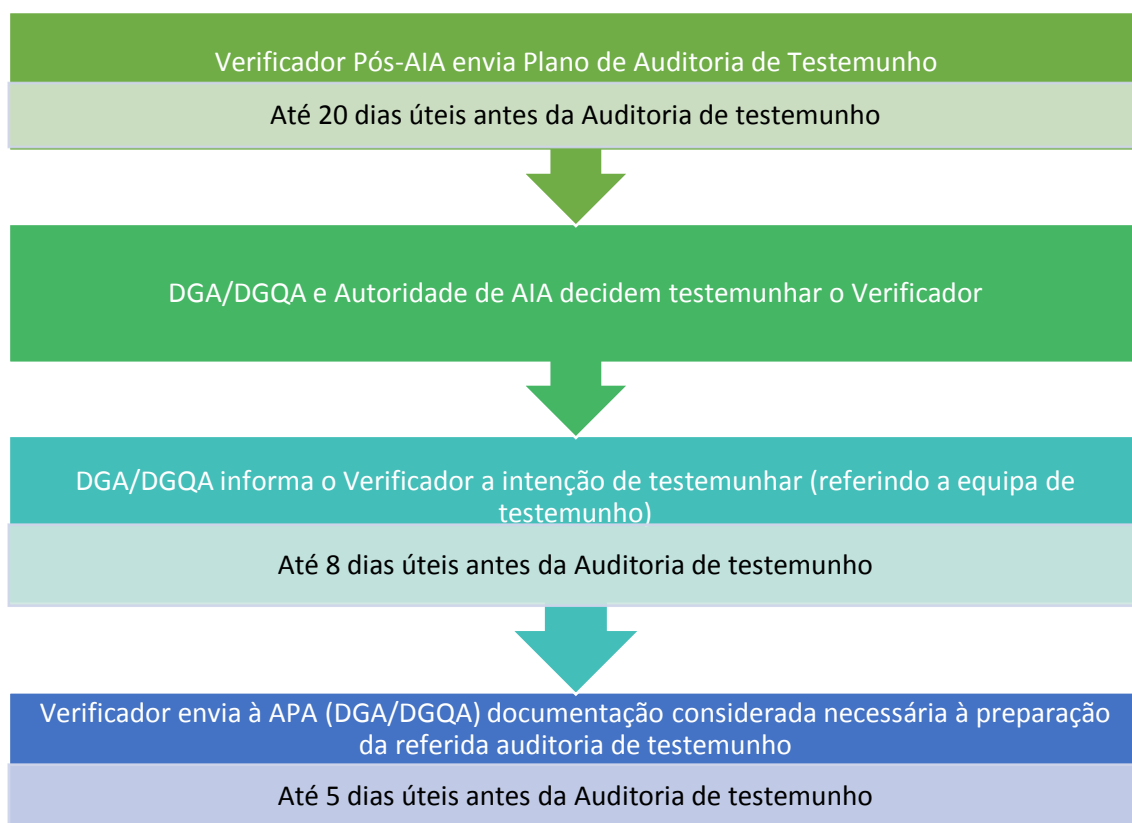 Verificador Pós-AIA envia Plano de Auditoria de Testemunho
Até 20 dias úteis antes da Auditoria de testemunho
DGA/DGQA e Autoridade de AIA decidem testemunhar o Verificador
DGA/DGQA informa o Verificador a intenção de testemunhar (referindo a equipa de
testemunho)
Até 8 dias úteis antes da Auditoria de testemunho
Verificador envia à APA (DGA/DGQA) documentação considerada necessária à preparação
da referida auditoria de testemunho
Até 5 dias úteis antes da Auditoria de testemunho